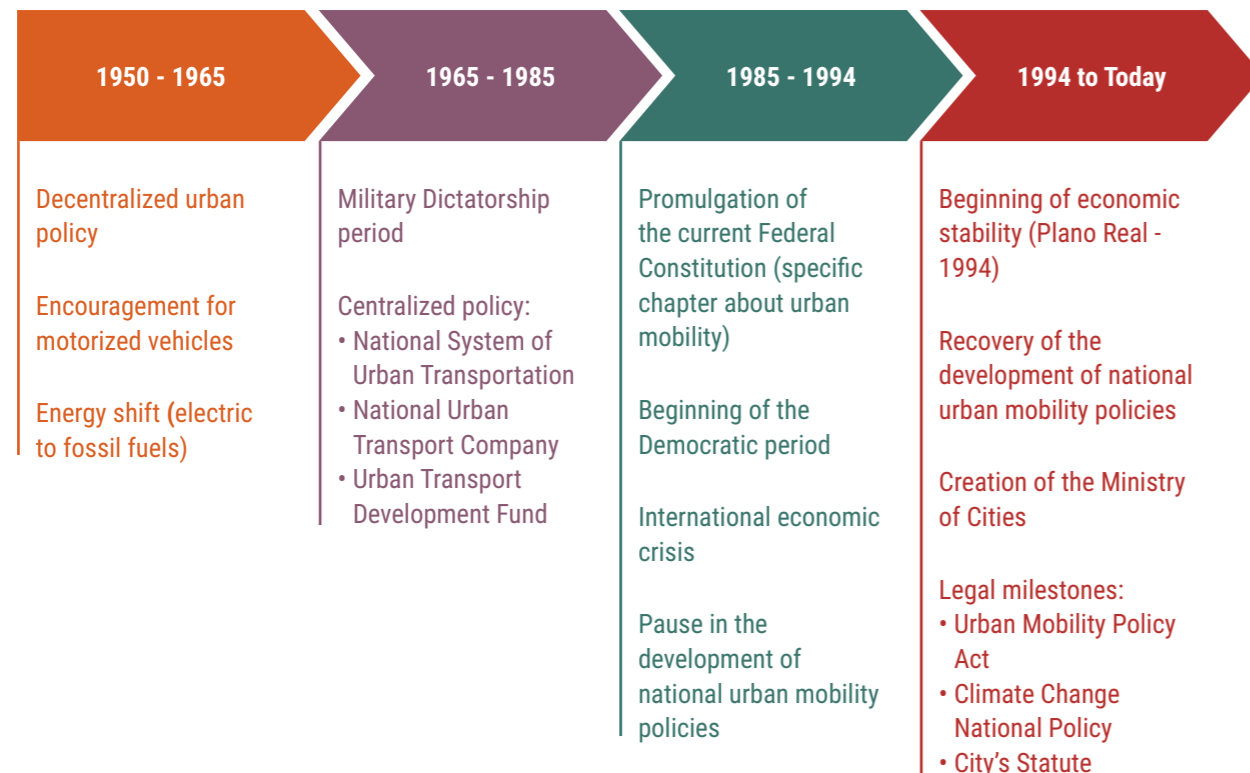 1950 - 1965
Decentralized urban
policy
Encouragement for
motorized vehicles
Energy shift (electric
to fossil fuels)
1965 - 1985
Military Dictatorship
period
Centralized policy:
• National System of
Urban Transportation
• National Urban
Transport Company
• Urban Transport
Development Fund
1985 - 1994
Promulgation of
the current Federal
Constitution (specific
chapter about urban
mobility)
Beginning of the
Democratic period
International economic
crisis
Pause in the
development of
national urban mobility
policies
1994 to Today
Beginning of economic
stability (Plano Real -
1994)
Recovery of the
development of national
urban mobility policies
Creation of the Ministry
of Cities
Legal milestones:
• Urban Mobility Policy
Act
• Climate Change
National Policy
• City's Statute